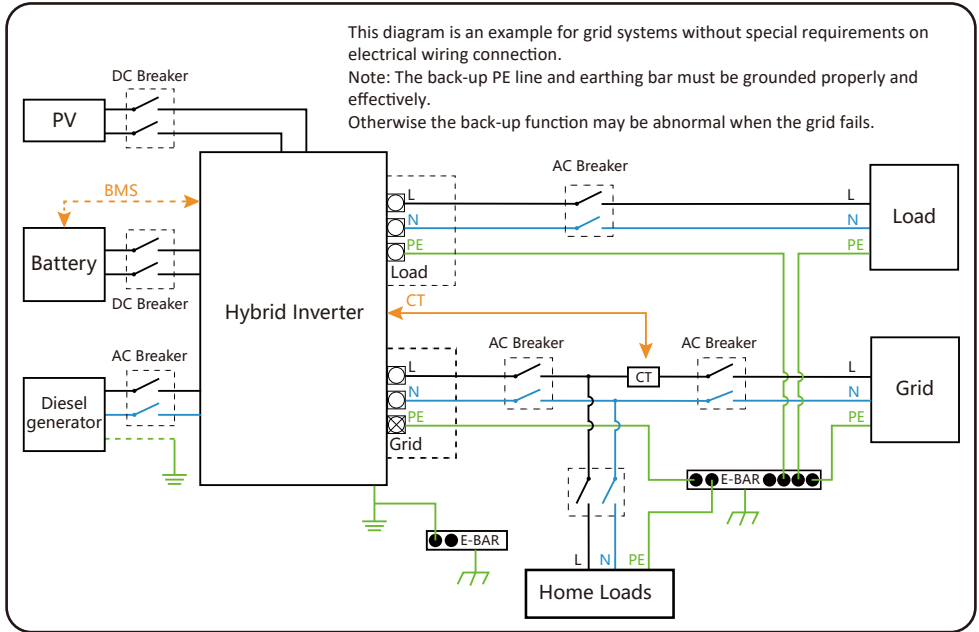 This diagram is an example for grid systems without special requirements on
electrical wiring connection.
Note: The back-up PE line and earthing bar must be grounded properly and
effectively.
Otherwise the back-up function may be abnormal when the grid fails.
DC Breaker
PV
BMS
Battery
DC Breaker
AC Breaker
Diesel
generator
Hybrid Inverter
L
N
PE
Load
AC Breaker
L
N
PE
Load
CT
AC Breaker
CT
AC Breaker
L
N
PE
Grid
L
N
PE
Grid
E-BAR
E-BAR
L
N
PE
Home Loads